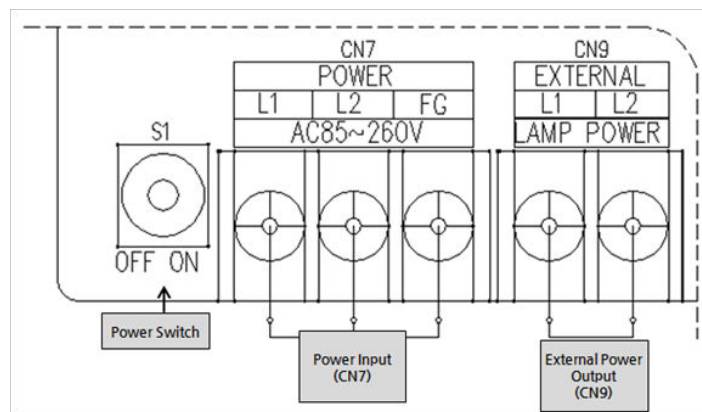 CN7
POWER
L1 L2 FG
AC85~260V
CN9
EXTERNAL
L1 L2
LAMP POWER
S1
OFF ON
Power Switch
Power Input
(CN7)
External Power
Output
(CN9)